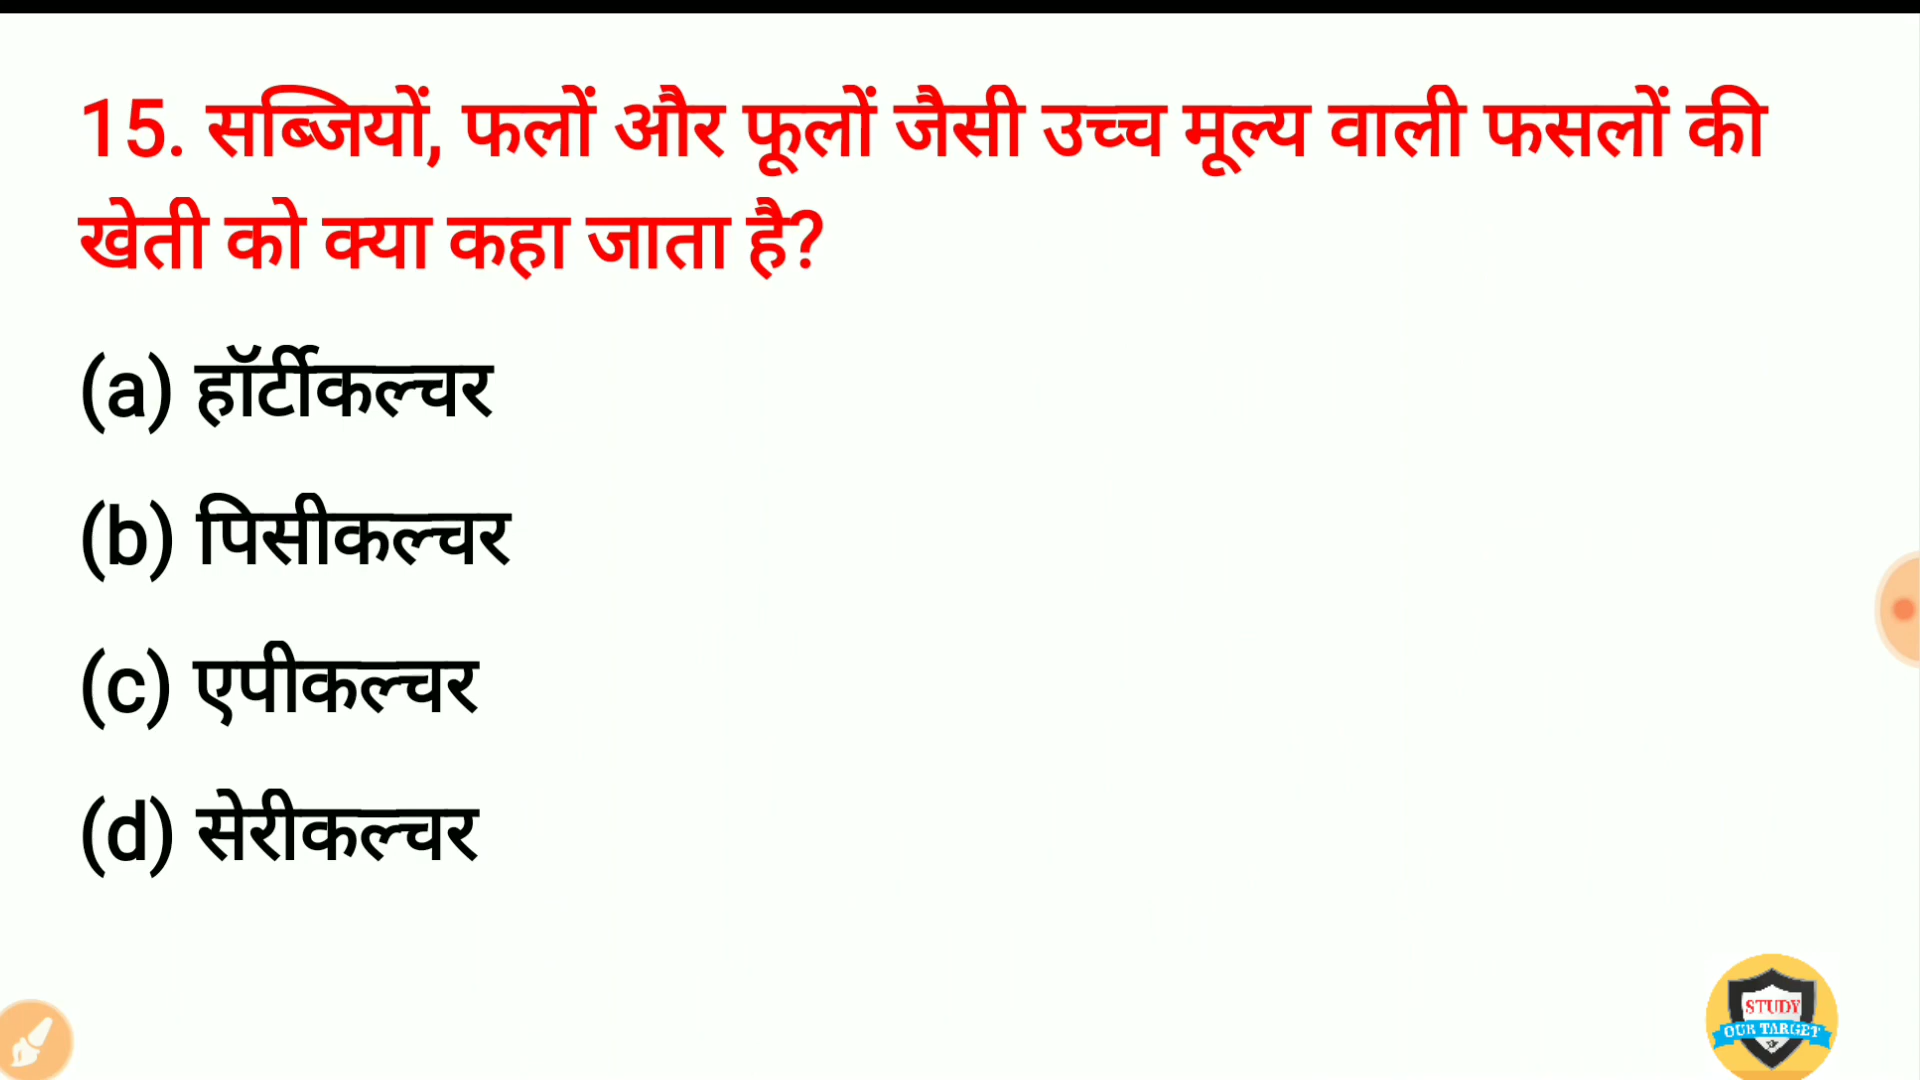 15. सब्जियों, फलों और फूलों जैसी उच्च मूल्य वाली फसलों की
खेती को क्या कहा जाता है?
(a) हॉर्टीकल्चर
(b) पिसीकल्चर
(c) एपीकल्चर
(d) सेरीकल्चर
STUDY
OUR TARGET